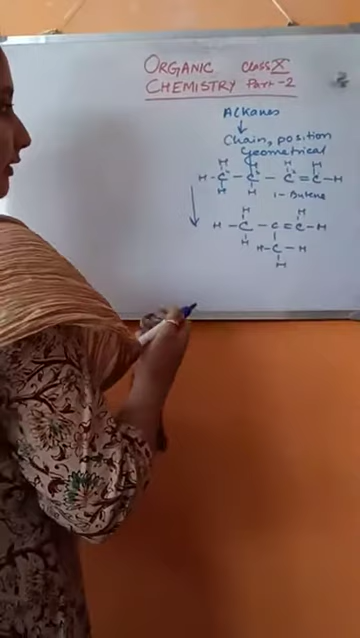 ORGANIC class X
CHEMISTRY Part-2
Alkanes
↓
Chain, position
Geometrical
H H H H
H - C - C - C = C - H
H H
1-Butene
H H
H - C - C = C - H
H
H - C - H
H